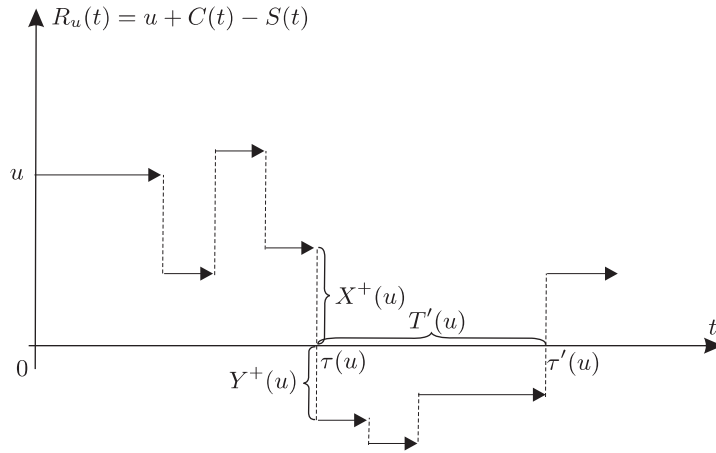 R_u(t) = u + C(t) − S(t)
u
X⁺(u)
T′(u)
t
0
τ(u)
τ′(u)
Y⁺(u)